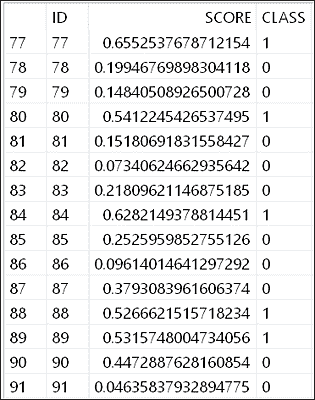 ID SCORE CLASS
77 77 0.6552537678712154 1
78 78 0.19946769898304118 0
79 79 0.14840508926500728 0
80 80 0.5412245426537495 1
81 81 0.15180691831558427 0
82 82 0.07340624662935642 0
83 83 0.21809621146875185 0
84 84 0.6282149378814451 1
85 85 0.2525959852755126 0
86 86 0.09614014641297292 0
87 87 0.3793083961606374 0
88 88 0.5266621515718234 1
89 89 0.5315748004734056 1
90 90 0.4472887628160854 0
91 91 0.04635837932894775 0